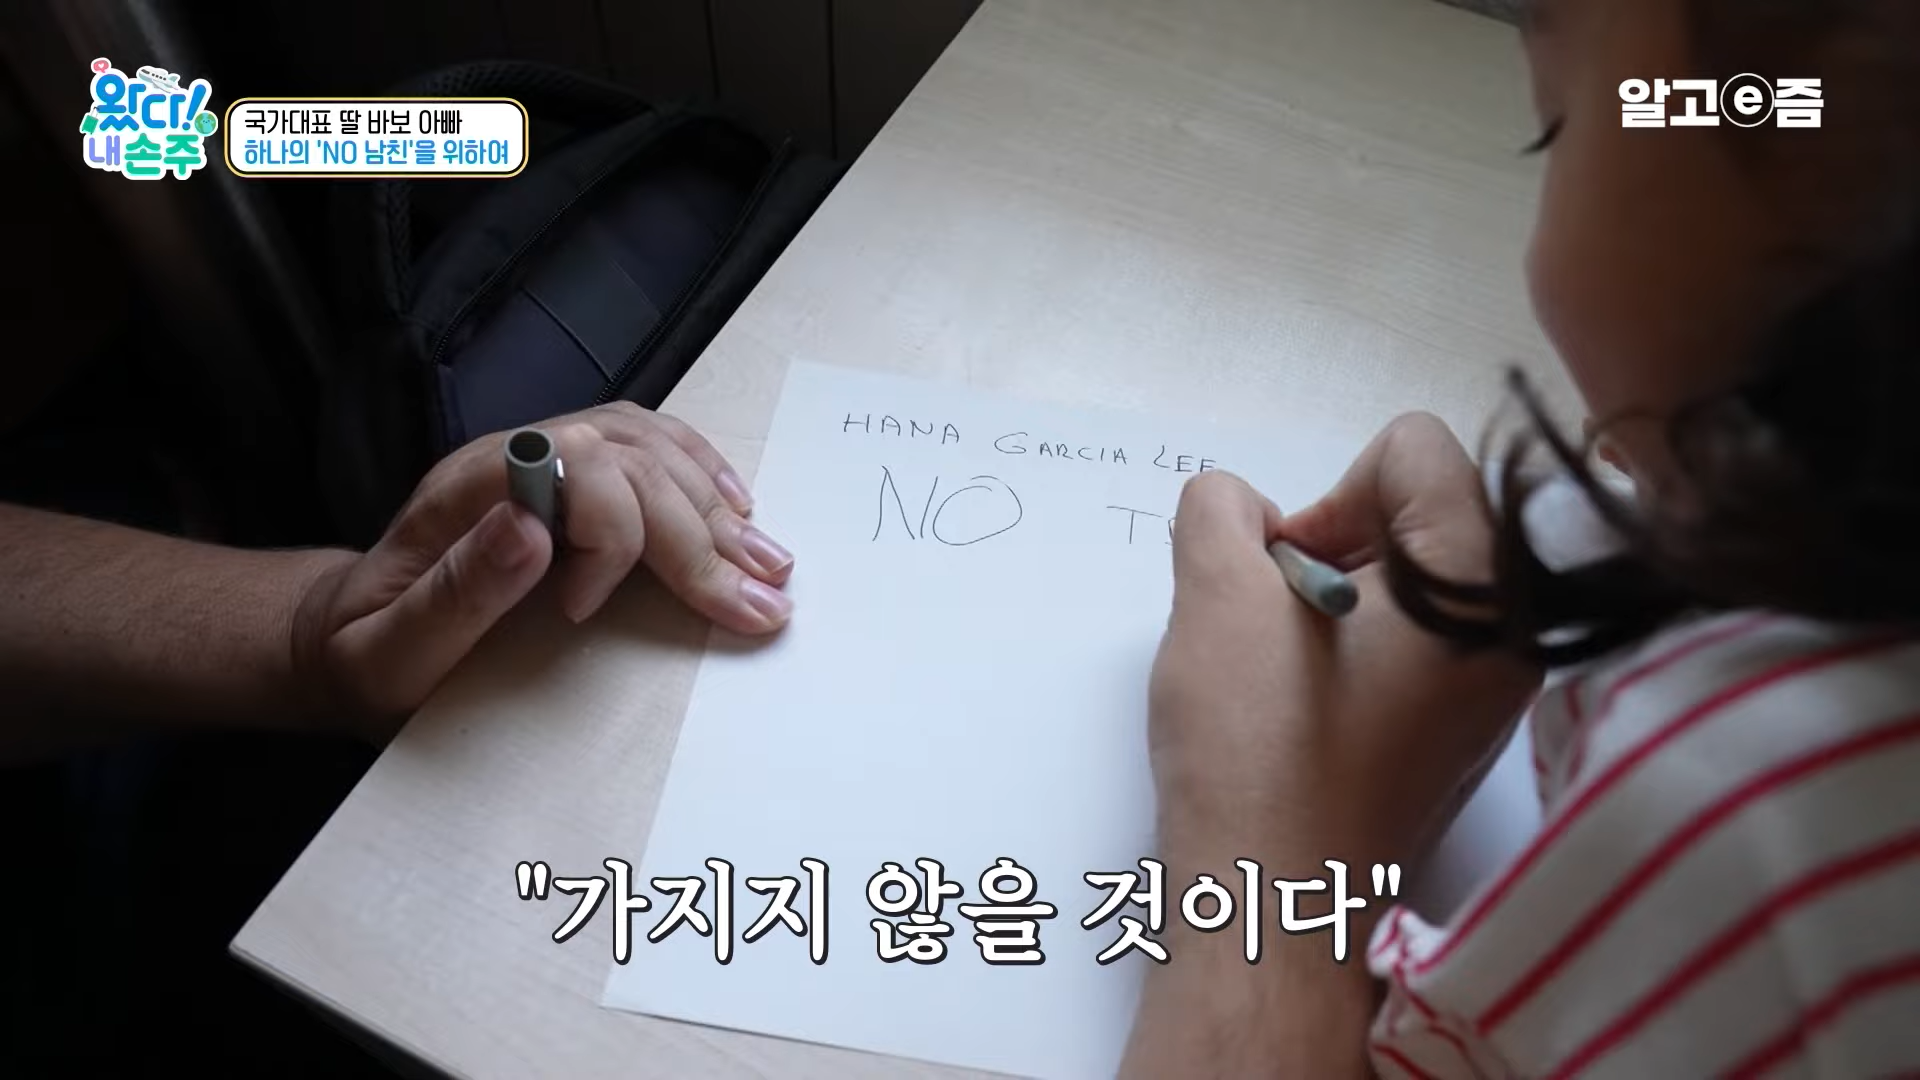 왔다!
내손주
국가대표 딸 바보 아빠
하나의 'NO 남친'을 위하여
알고e즘
HANA GARCIA LEE
NO
"가지지 않을 것이다"